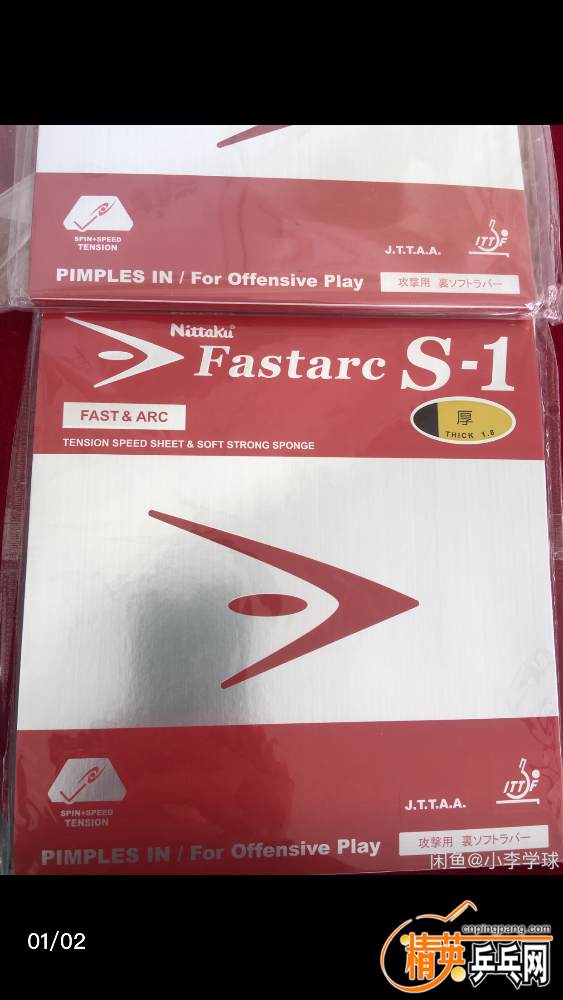 SPIN+SPEED
TENSION
J.T.T.A.A.
ITTF
PIMPLES IN / For Offensive Play
攻撃用 裏ソフトラバー
Nittaku
Fastarc S-1
FAST & ARC
厚
THICK 1.8
TENSION SPEED SHEET & SOFT STRONG SPONGE
SPIN+SPEED
TENSION
J.T.T.A.A.
ITTF
PIMPLES IN / For Offensive Play
攻撃用 裏ソフトラバー
闲鱼@小李学球
01/02
cnpingpang.com
精英乒乓网